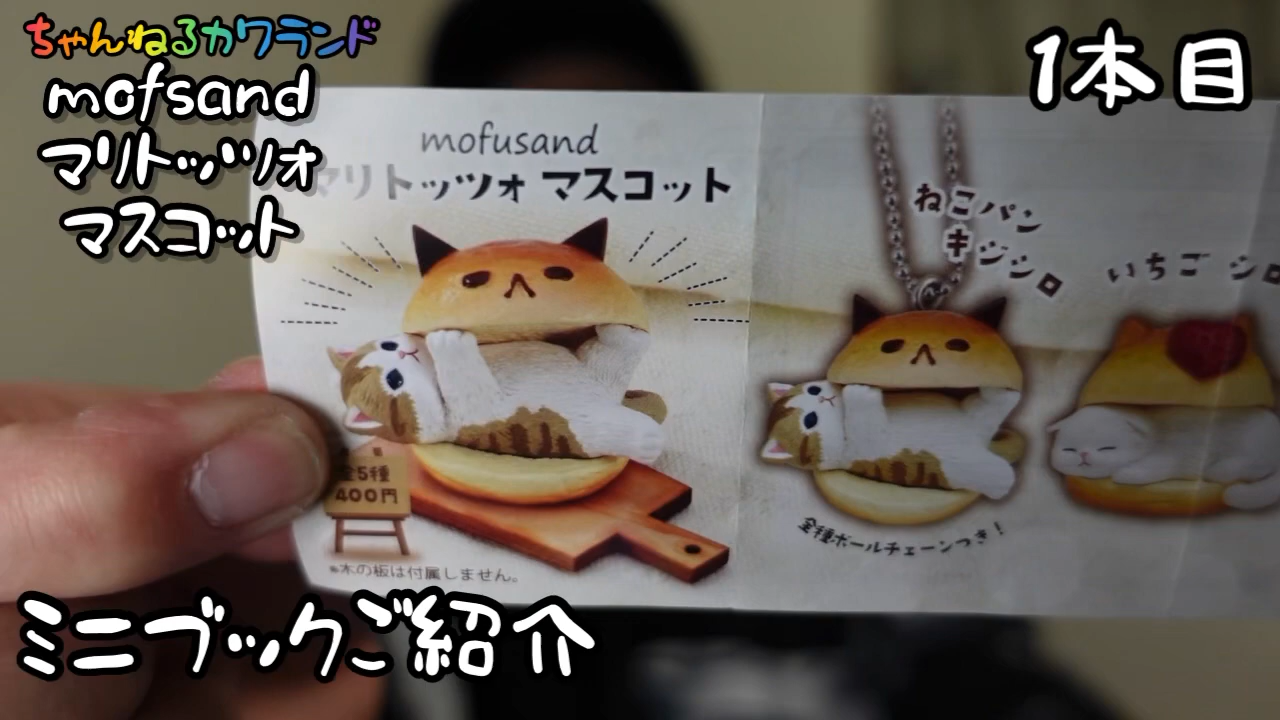 ちゃんねるカワランド
mofsand
マリトッツォ
マスコット
1本目
mofusand
マリトッツォ マスコット
ねこパン
キジシロ
いちご シロ
全5種
400円
全種ボールチェーンつき!
※木の板は付属しません。
ミニブックご紹介